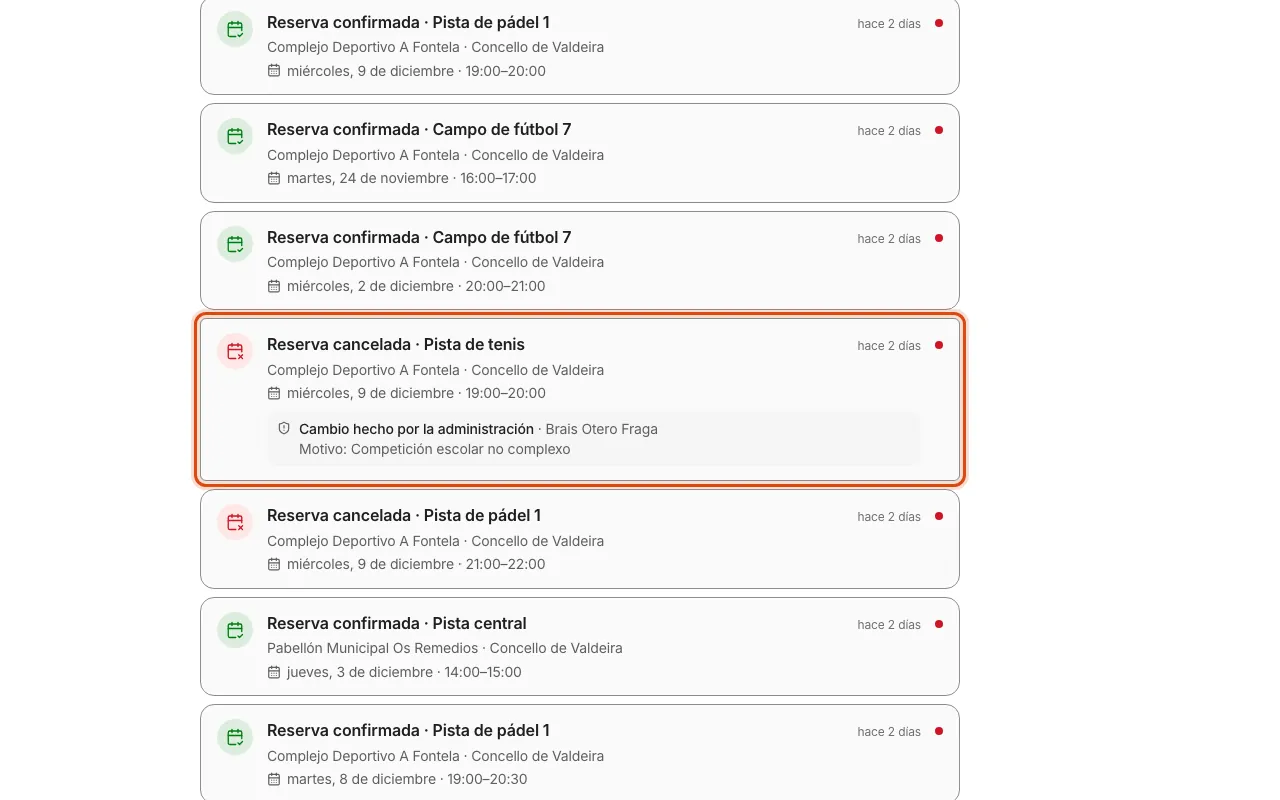 Reserva confirmada · Pista de pádel 1
hace 2 días
Complejo Deportivo A Fontela · Concello de Valdeira
miércoles, 9 de diciembre · 19:00–20:00
Reserva confirmada · Campo de fútbol 7
hace 2 días
Complejo Deportivo A Fontela · Concello de Valdeira
martes, 24 de noviembre · 16:00–17:00
Reserva confirmada · Campo de fútbol 7
hace 2 días
Complejo Deportivo A Fontela · Concello de Valdeira
miércoles, 2 de diciembre · 20:00–21:00
Reserva cancelada · Pista de tenis
hace 2 días
Complejo Deportivo A Fontela · Concello de Valdeira
miércoles, 9 de diciembre · 19:00–20:00
Cambio hecho por la administración · Brais Otero Fraga
Motivo: Competición escolar no complexo
Reserva cancelada · Pista de pádel 1
hace 2 días
Complejo Deportivo A Fontela · Concello de Valdeira
miércoles, 9 de diciembre · 21:00–22:00
Reserva confirmada · Pista central
hace 2 días
Pabellón Municipal Os Remedios · Concello de Valdeira
jueves, 3 de diciembre · 14:00–15:00
Reserva confirmada · Pista de pádel 1
hace 2 días
Complejo Deportivo A Fontela · Concello de Valdeira
martes, 8 de diciembre · 19:00–20:30